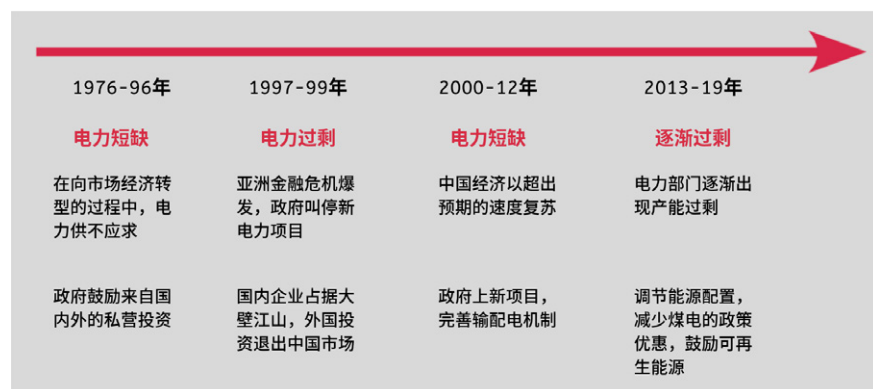 1976-96年
1997-99年
2000-12年
2013-19年
电力短缺
电力过剩
电力短缺
逐渐过剩
在向市场经济转
型的过程中，电
力供不应求
亚洲金融危机爆
发，政府叫停新
电力项目
中国经济以超出
预期的速度复苏
电力部门逐渐出
现产能过剩
政府鼓励来自国
内外的私营投资
国内企业占据大
壁江山，外国投
资退出中国市场
政府上新项目，
完善输配电机制
调节能源配置，
减少煤电的政策
优惠，鼓励可再
生能源